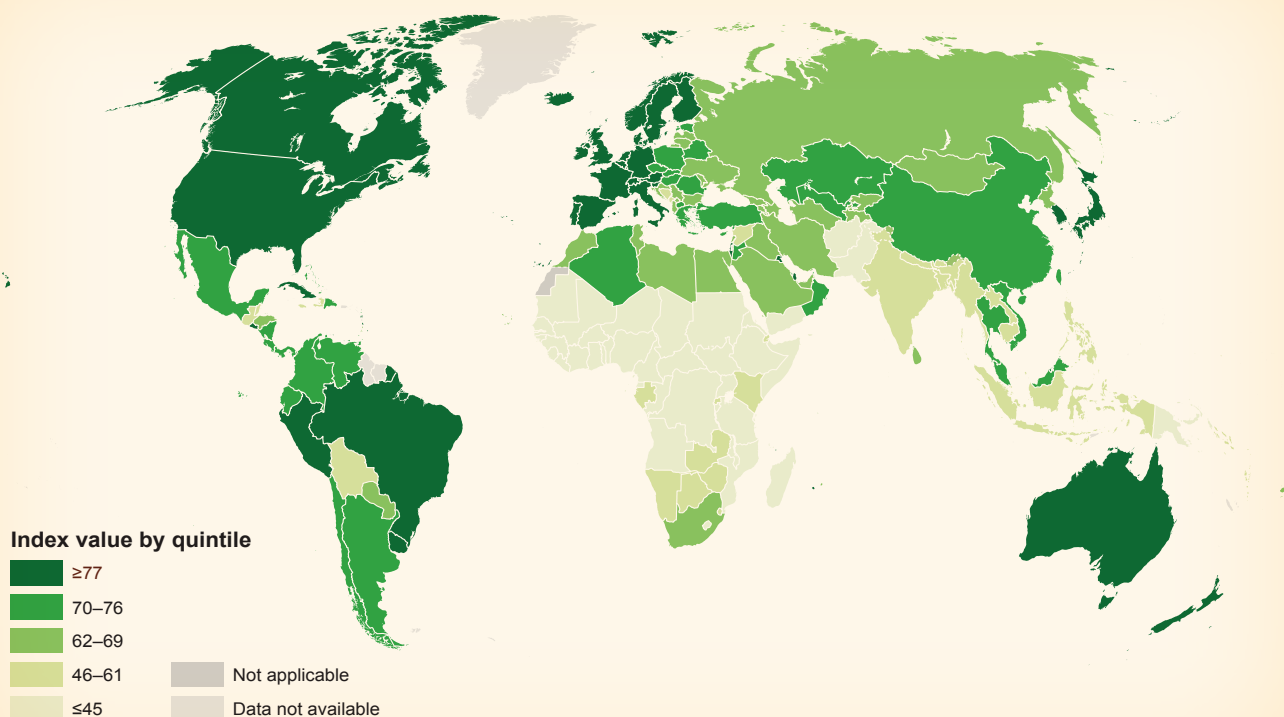 Index value by quintile
≥77
70–76
62–69
46–61
≤45
Not applicable
Data not available